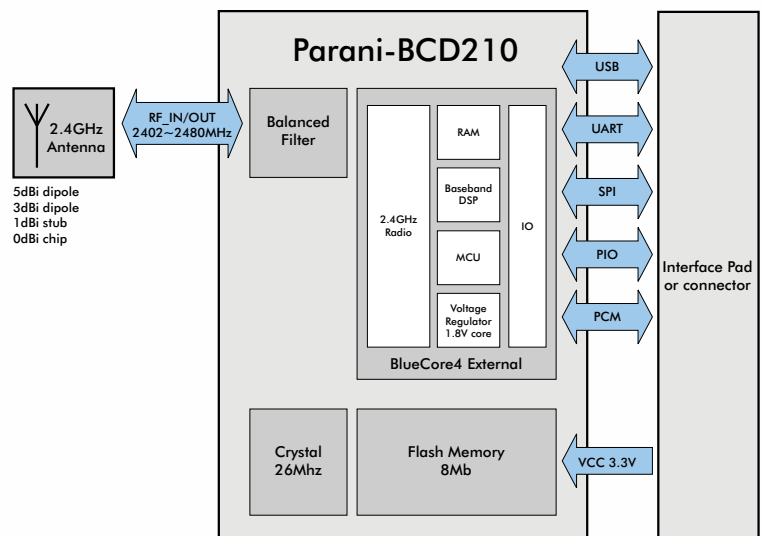 Parani-BCD210
2.4GHz
Antenna
5dBi dipole
3dBi dipole
1dBi stub
0dBi chip
RF_IN/OUT
2402~2480MHz
Balanced
Filter
2.4GHz
Radio
RAM
Baseband
DSP
MCU
Voltage
Regulator
1.8V core
IO
BlueCore4 External
Crystal
26Mhz
Flash Memory
8Mb
USB
UART
SPI
PIO
PCM
VCC 3.3V
Interface Pad
or connector